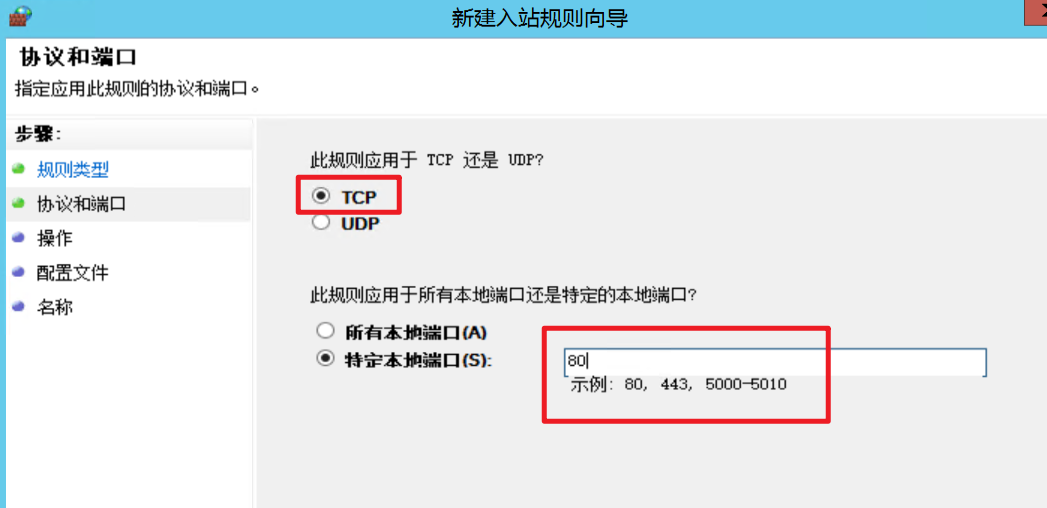 新建入站规则向导
协议和端口
指定应用此规则的协议和端口。
步骤:
规则类型
协议和端口
操作
配置文件
名称
此规则应用于 TCP 还是 UDP?
TCP
UDP
此规则应用于所有本地端口还是特定的本地端口?
所有本地端口(A)
特定本地端口(S):
80
示例: 80, 443, 5000-5010